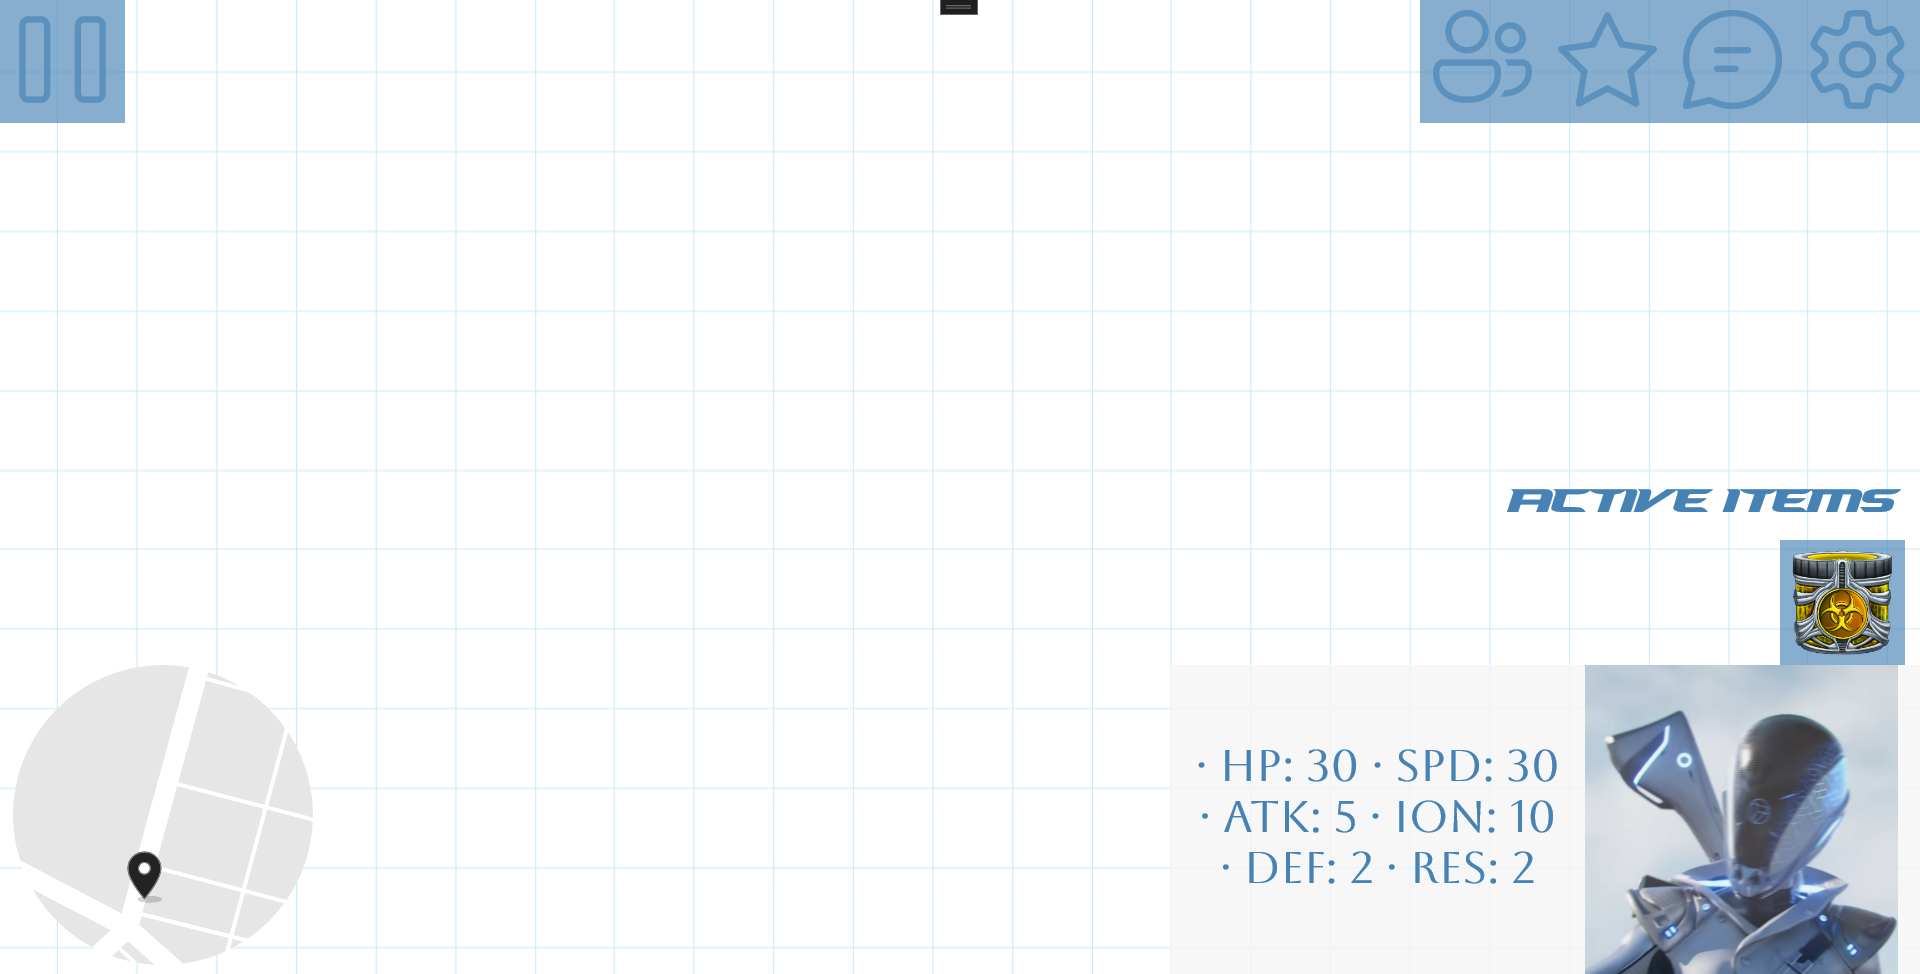 ACTIVE ITEMS
· HP: 30 · SPD: 30
· ATK: 5 · ION: 10
· DEF: 2 · RES: 2